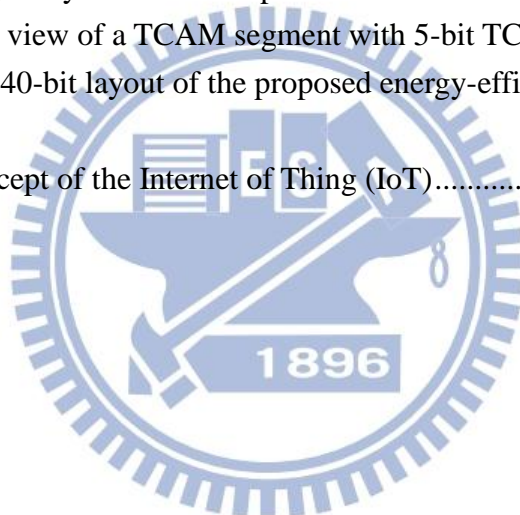 view of a TCAM segment with 5-bit TC
40-bit layout of the proposed energy-effi
cept of the Internet of Thing (IoT)............
ES
1896